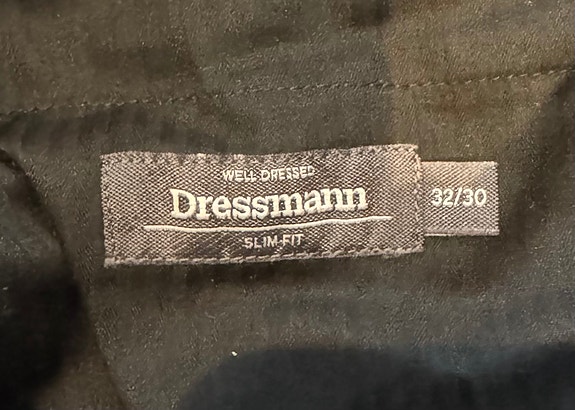 WELL DRESSED
Dressmann
SLIM FIT
32/30